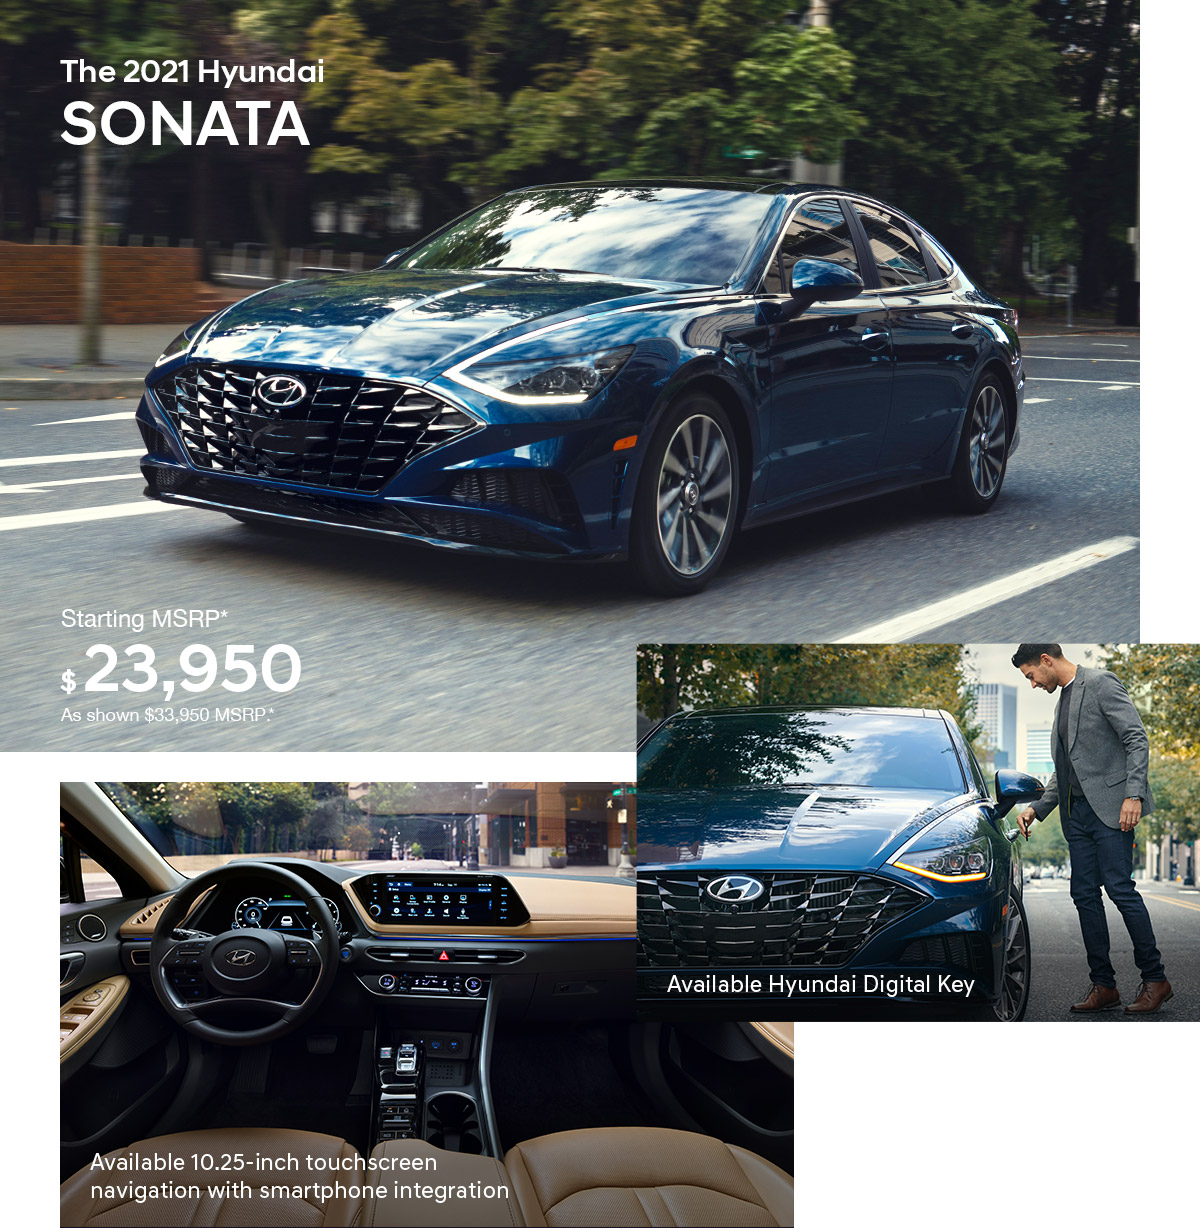 The 2021 Hyundai
SONATA
Starting MSRP*
$23,950
As shown $33,950 MSRP.*
Available Hyundai Digital Key
Available 10.25-inch touchscreen
navigation with smartphone integration